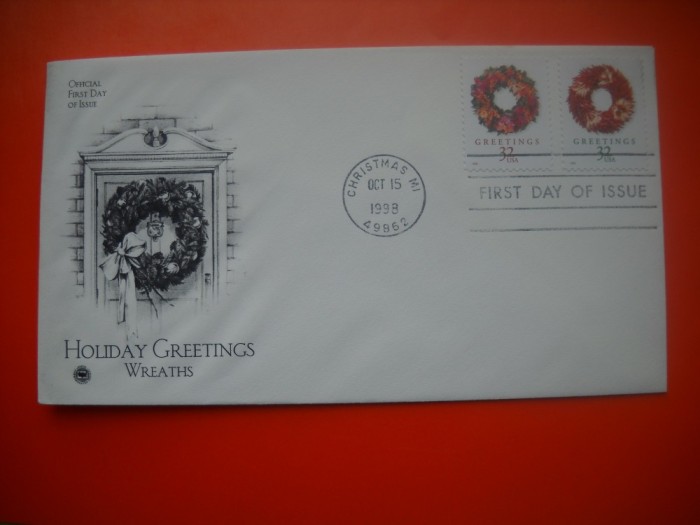 OFFICIAL
FIRST DAY
OF ISSUE
GREETINGS
32 USA
GREETINGS
32 USA
CHRISTMAS MI
OCT 15
1998
49862
FIRST DAY OF ISSUE
HOLIDAY GREETINGS
WREATHS